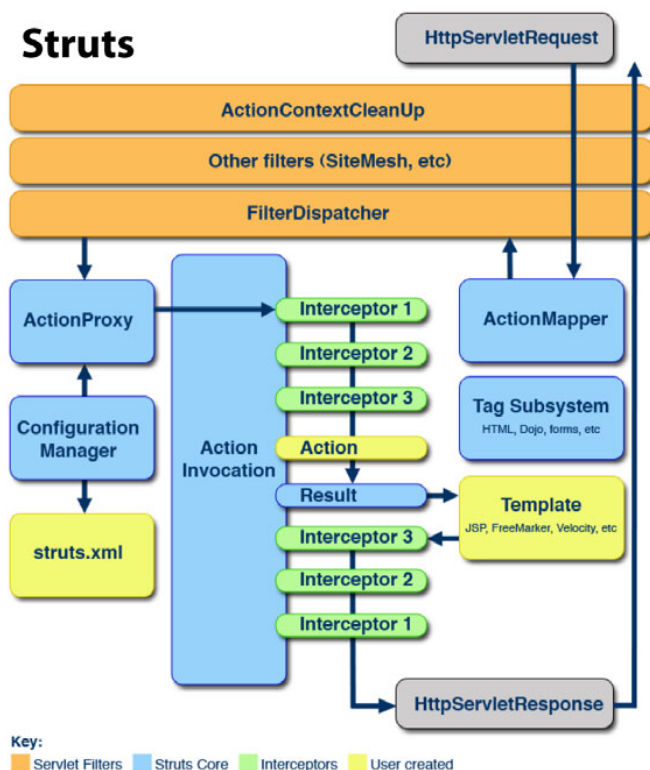 Struts
HttpServletRequest
ActionContextCleanUp
Other filters (SiteMesh, etc)
FilterDispatcher
ActionProxy
Interceptor 1
ActionMapper
Interceptor 2
Interceptor 3
Tag Subsystem
HTML, Dojo, forms, etc
Configuration
Manager
Action
Invocation
Action
Result
Template
JSP, FreeMarker, Velocity, etc
struts.xml
Interceptor 3
Interceptor 2
Interceptor 1
HttpServletResponse
Key:
Servlet Filters
Struts Core
Interceptors
User created